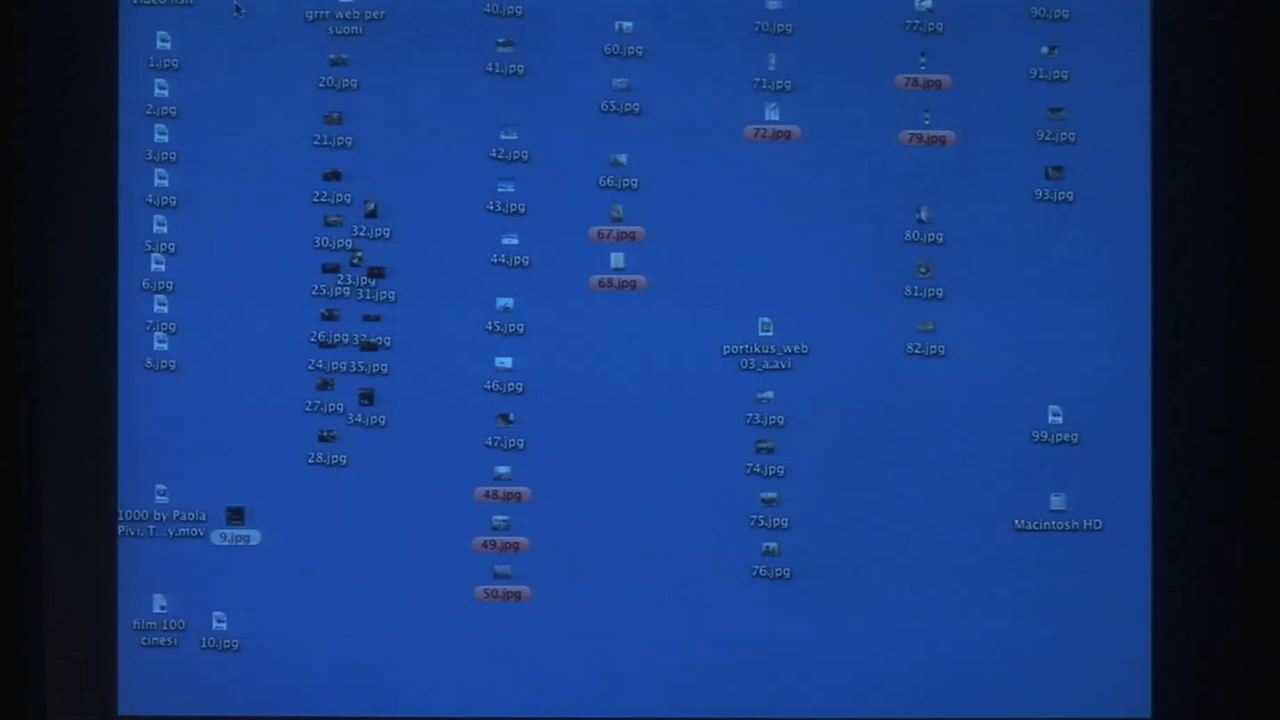 grrr web per
suoni
1.jpg
2.jpg
3.jpg
4.jpg
5.jpg
6.jpg
7.jpg
8.jpg
1000 by Paola
Pivi, T...y.mov
9.jpg
film 100
cinesi
10.jpg
20.jpg
21.jpg
22.jpg
32.jpg
30.jpg
23.jpg
25.jpg
31.jpg
26.jpg
24.jpg
35.jpg
27.jpg
34.jpg
28.jpg
40.jpg
41.jpg
42.jpg
43.jpg
44.jpg
45.jpg
46.jpg
47.jpg
48.jpg
49.jpg
50.jpg
60.jpg
65.jpg
66.jpg
67.jpg
68.jpg
70.jpg
71.jpg
72.jpg
portikus_web
03_a.avi
73.jpg
74.jpg
75.jpg
76.jpg
77.jpg
78.jpg
79.jpg
80.jpg
81.jpg
82.jpg
90.jpg
91.jpg
92.jpg
93.jpg
99.jpeg
Macintosh HD